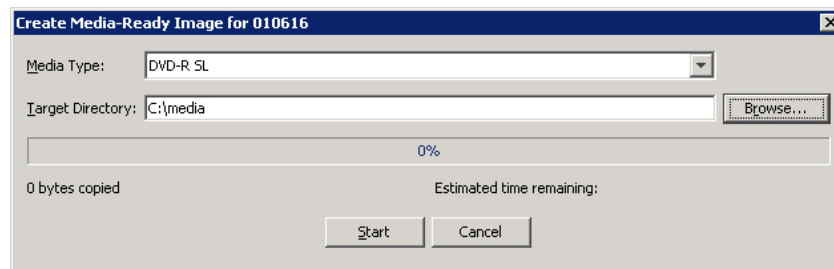 Create Media-Ready Image for 010616
Media Type: DVD-R SL
Target Directory: C:\media Browse...
0%
0 bytes copied Estimated time remaining:
Start Cancel